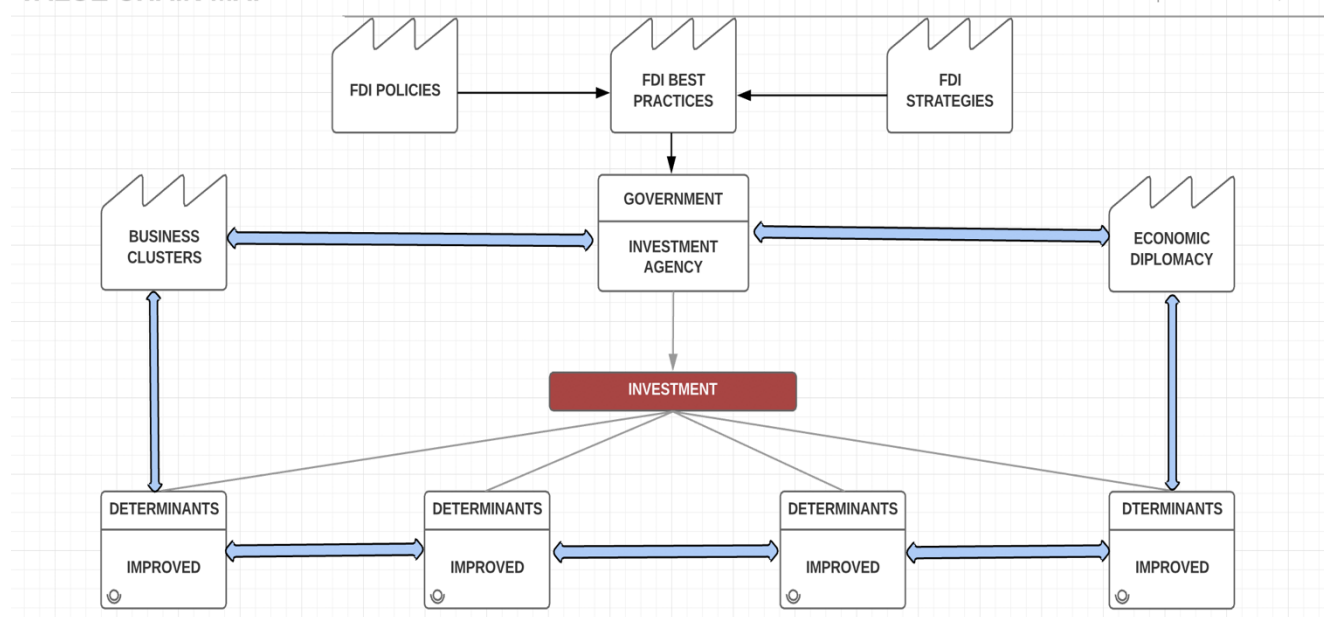 FDI POLICIES
FDI BEST
PRACTICES
FDI
STRATEGIES
GOVERNMENT
INVESTMENT
AGENCY
BUSINESS
CLUSTERS
ECONOMIC
DIPLOMACY
INVESTMENT
DETERMINANTS
DETERMINANTS
DETERMINANTS
DTERMINANTS
IMPROVED
IMPROVED
IMPROVED
IMPROVED